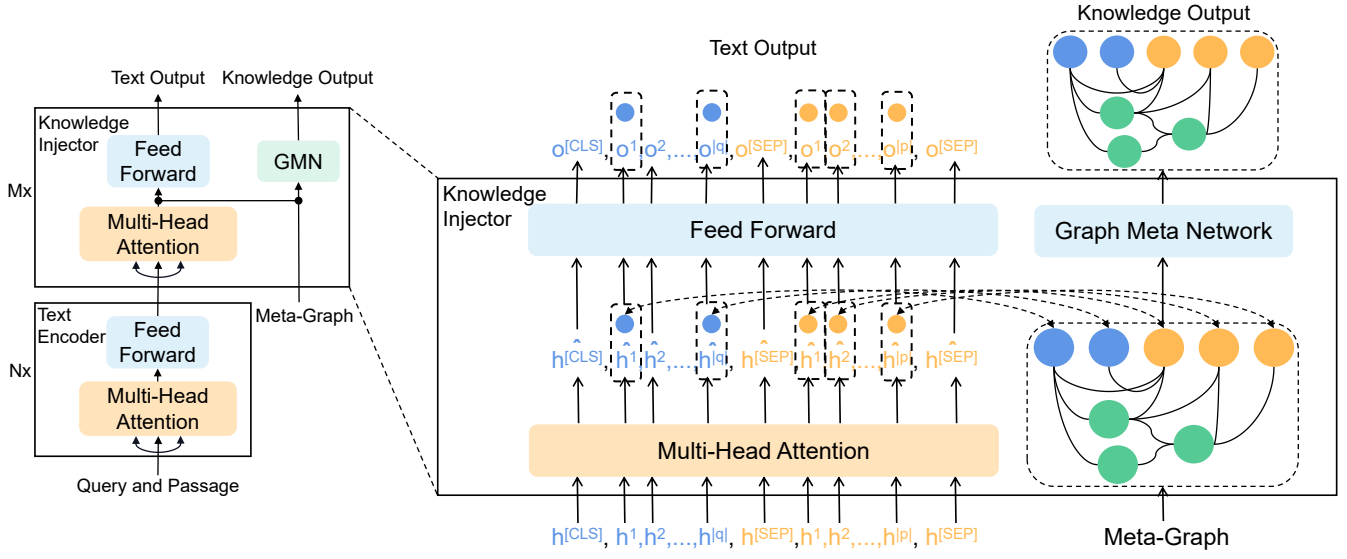 Text Output
Knowledge Output
Knowledge
Injector
Feed
Forward
GMN
Mx
Multi-Head
Attention
Meta-Graph
Text
Encoder
Feed
Forward
Nx
Multi-Head
Attention
Query and Passage
Text Output
Knowledge Output
o[CLS], o1, o2,...,o|q|, o[SEP], o1, o2,...,o|p|, o[SEP]
Knowledge
Injector
Feed Forward
Graph Meta Network
ĥ[CLS], ĥ1, ĥ2,...,ĥ|q|, ĥ[SEP], ĥ1, ĥ2,...,ĥ|p|, ĥ[SEP]
Multi-Head Attention
h[CLS], h1,h2,...,h|q|, h[SEP],h1,h2,...,h|p|, h[SEP]
Meta-Graph